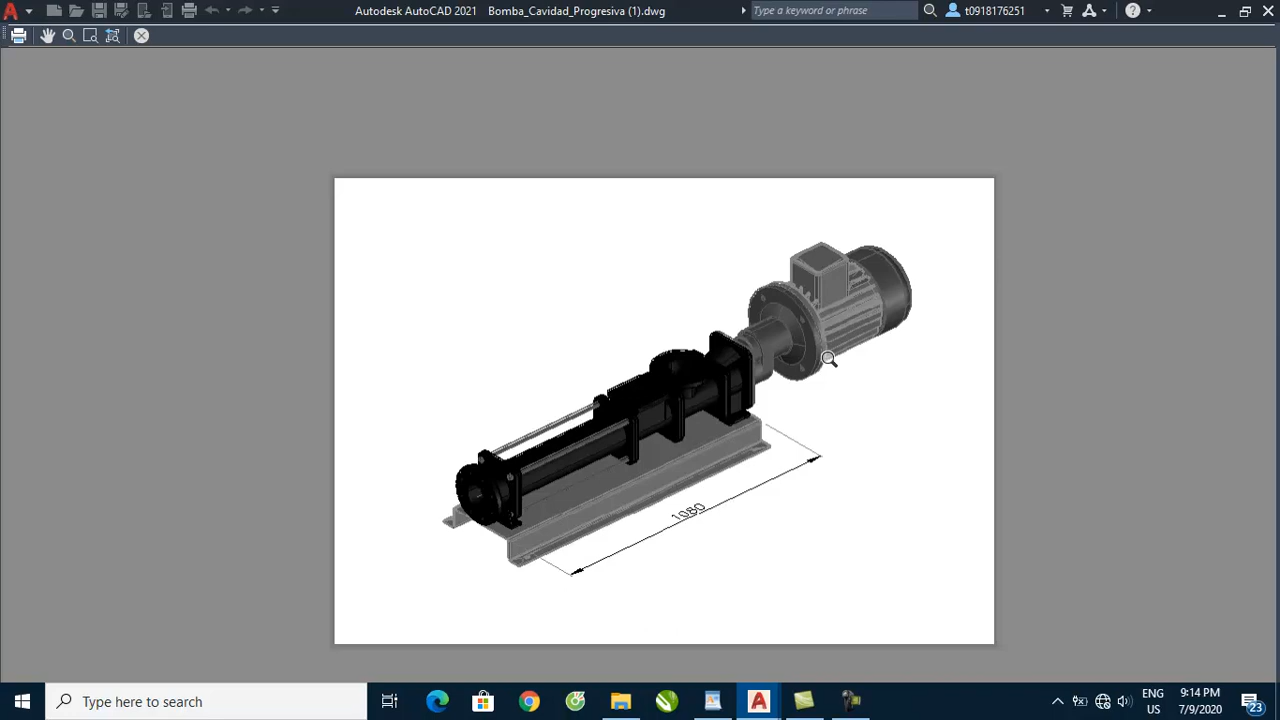 Autodesk AutoCAD 2021 Bomba_Cavidad_Progresiva (1).dwg
Type a keyword or phrase
t0918176251
1080
Type here to search
ENG
US
9:14 PM
7/9/2020
23